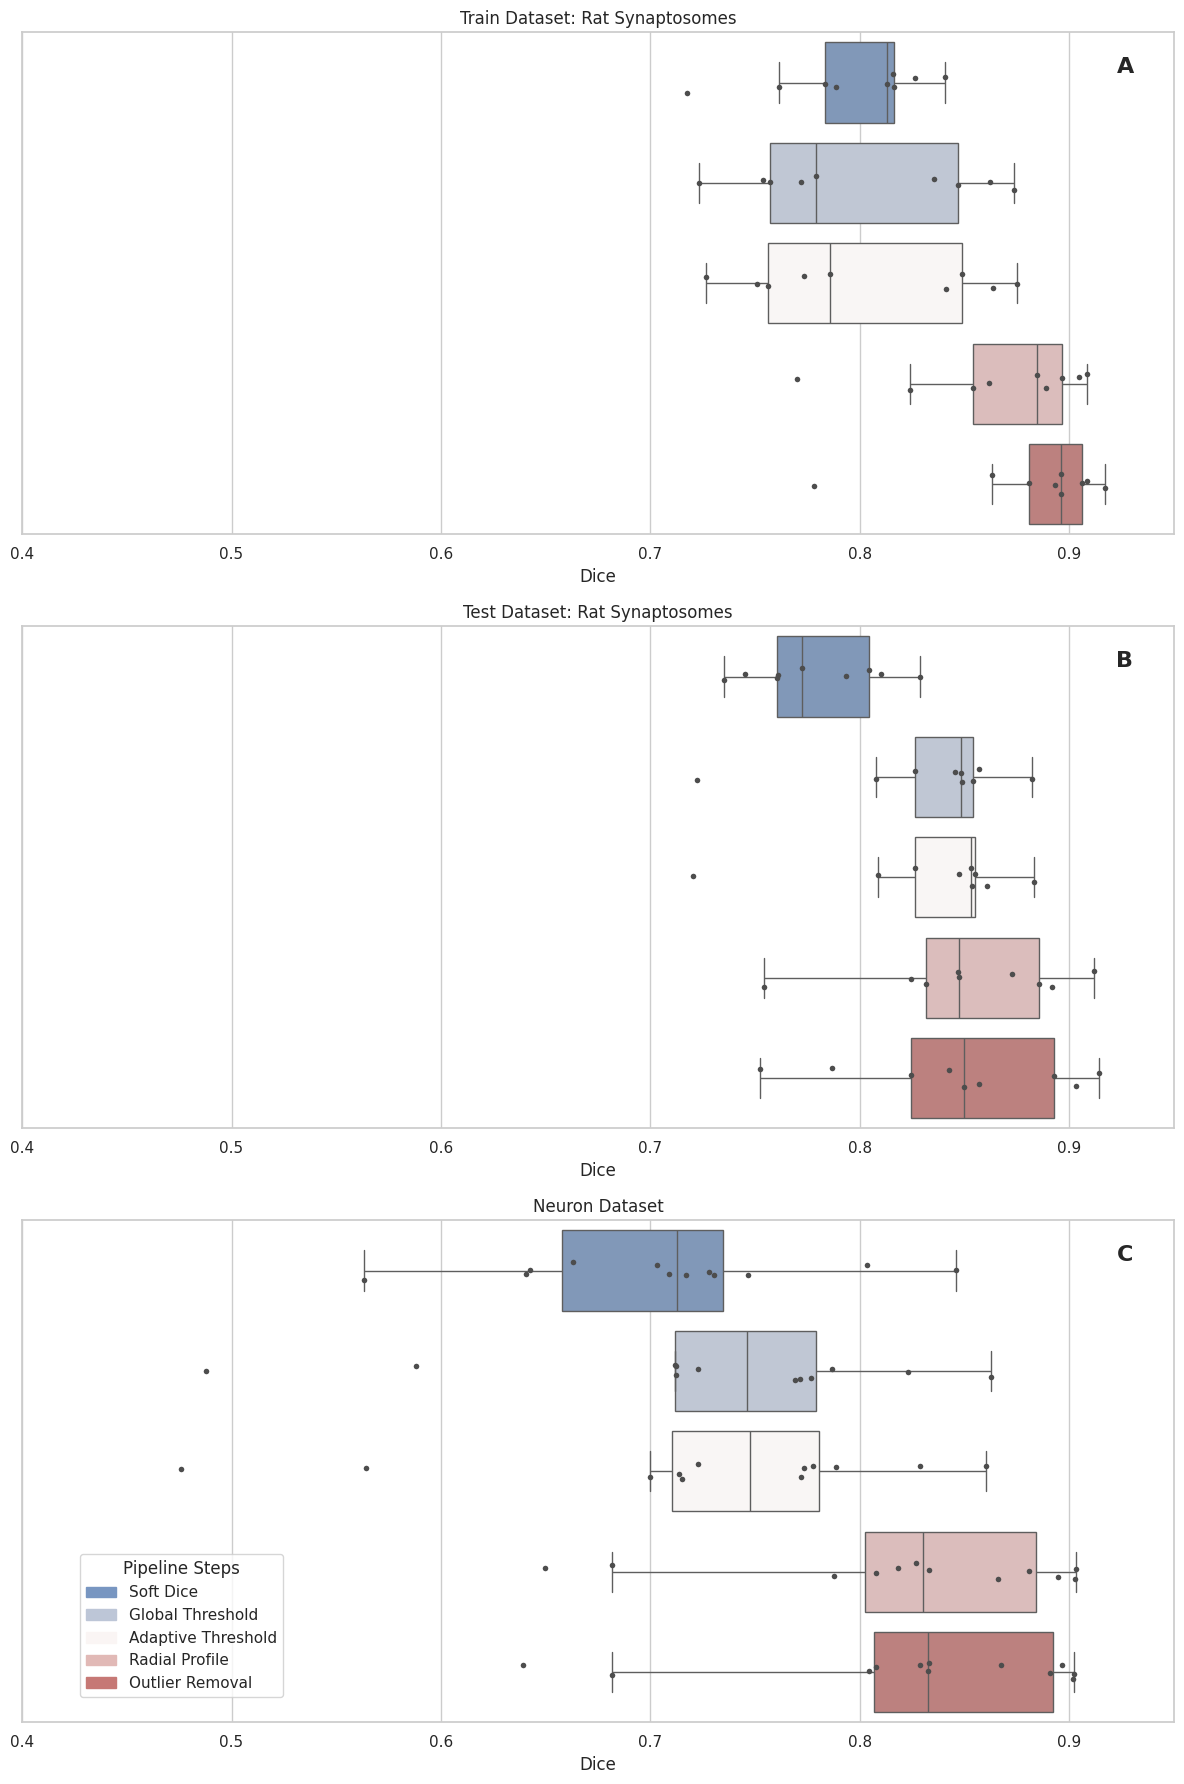 Train Dataset: Rat Synaptosomes
A
0.4 0.5 0.6 0.7 0.8 0.9
Dice
Test Dataset: Rat Synaptosomes
B
0.4 0.5 0.6 0.7 0.8 0.9
Dice
Neuron Dataset
C
Pipeline Steps
Soft Dice
Global Threshold
Adaptive Threshold
Radial Profile
Outlier Removal
0.4 0.5 0.6 0.7 0.8 0.9
Dice